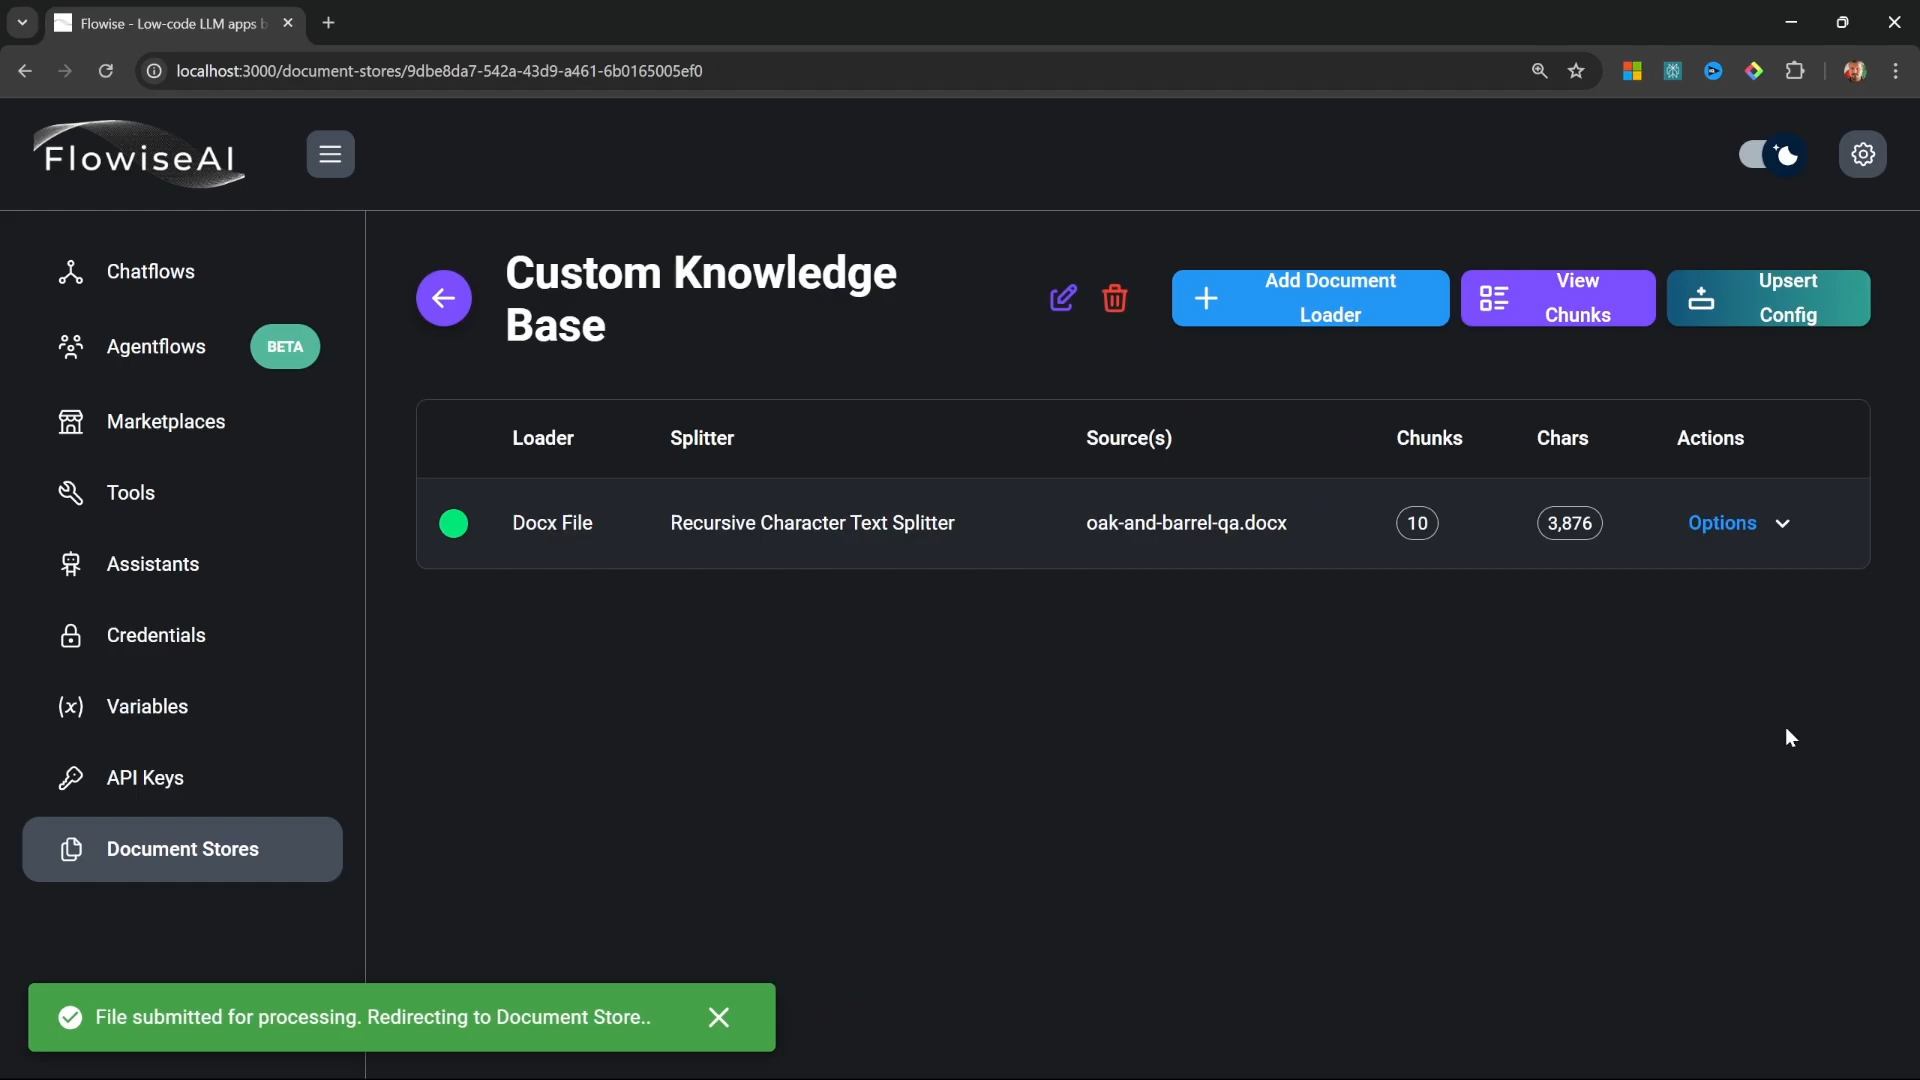 Flowise - Low-code LLM apps b
localhost:3000/document-stores/9dbe8da7-542a-43d9-a461-6b0165005ef0
FlowiseAI
Chatflows
Agentflows BETA
Marketplaces
Tools
Assistants
Credentials
(x) Variables
API Keys
Document Stores
Custom Knowledge
Base
Add Document
Loader
View
Chunks
Upsert
Config
Loader Splitter Source(s) Chunks Chars Actions
Docx File Recursive Character Text Splitter oak-and-barrel-qa.docx 10 3,876 Options
File submitted for processing. Redirecting to Document Store..